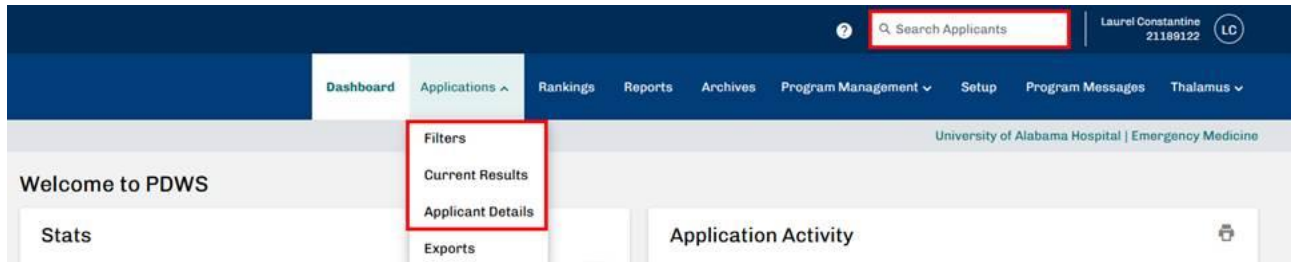 ?
Search Applicants
Laurel Constantine
21189122
LC
Dashboard Applications Rankings Reports Archives Program Management Setup Program Messages Thalamus
University of Alabama Hospital | Emergency Medicine
Filters
Current Results
Applicant Details
Exports
Welcome to PDWS
Stats
Application Activity